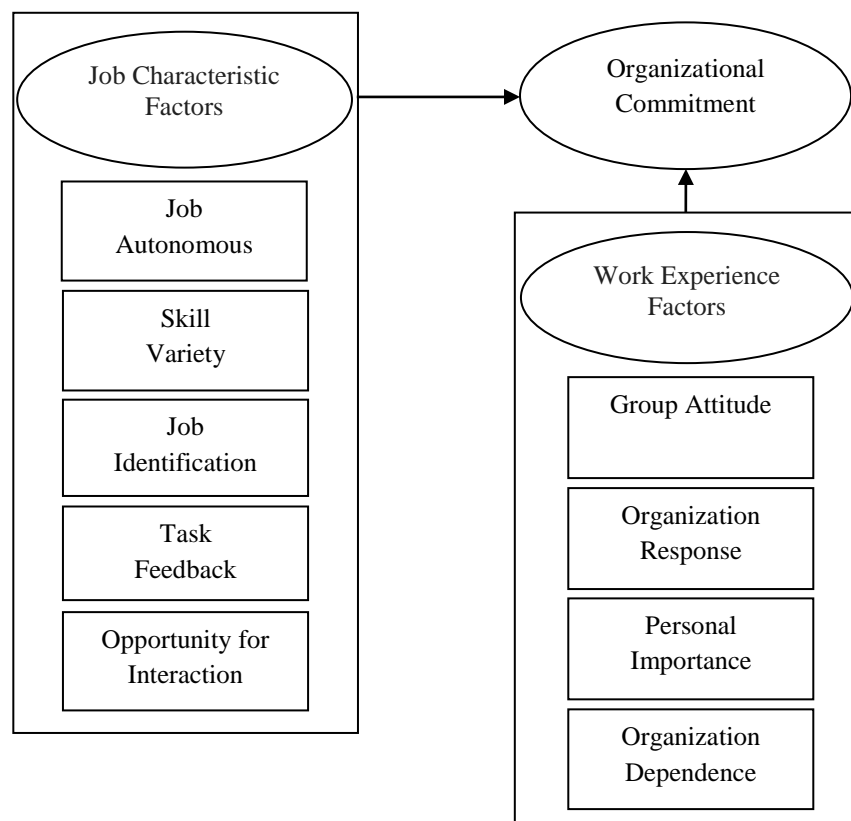 Job Characteristic
Factors
Job
Autonomous
Skill
Variety
Job
Identification
Task
Feedback
Opportunity for
Interaction
Organizational
Commitment
Work Experience
Factors
Group Attitude
Organization
Response
Personal
Importance
Organization
Dependence